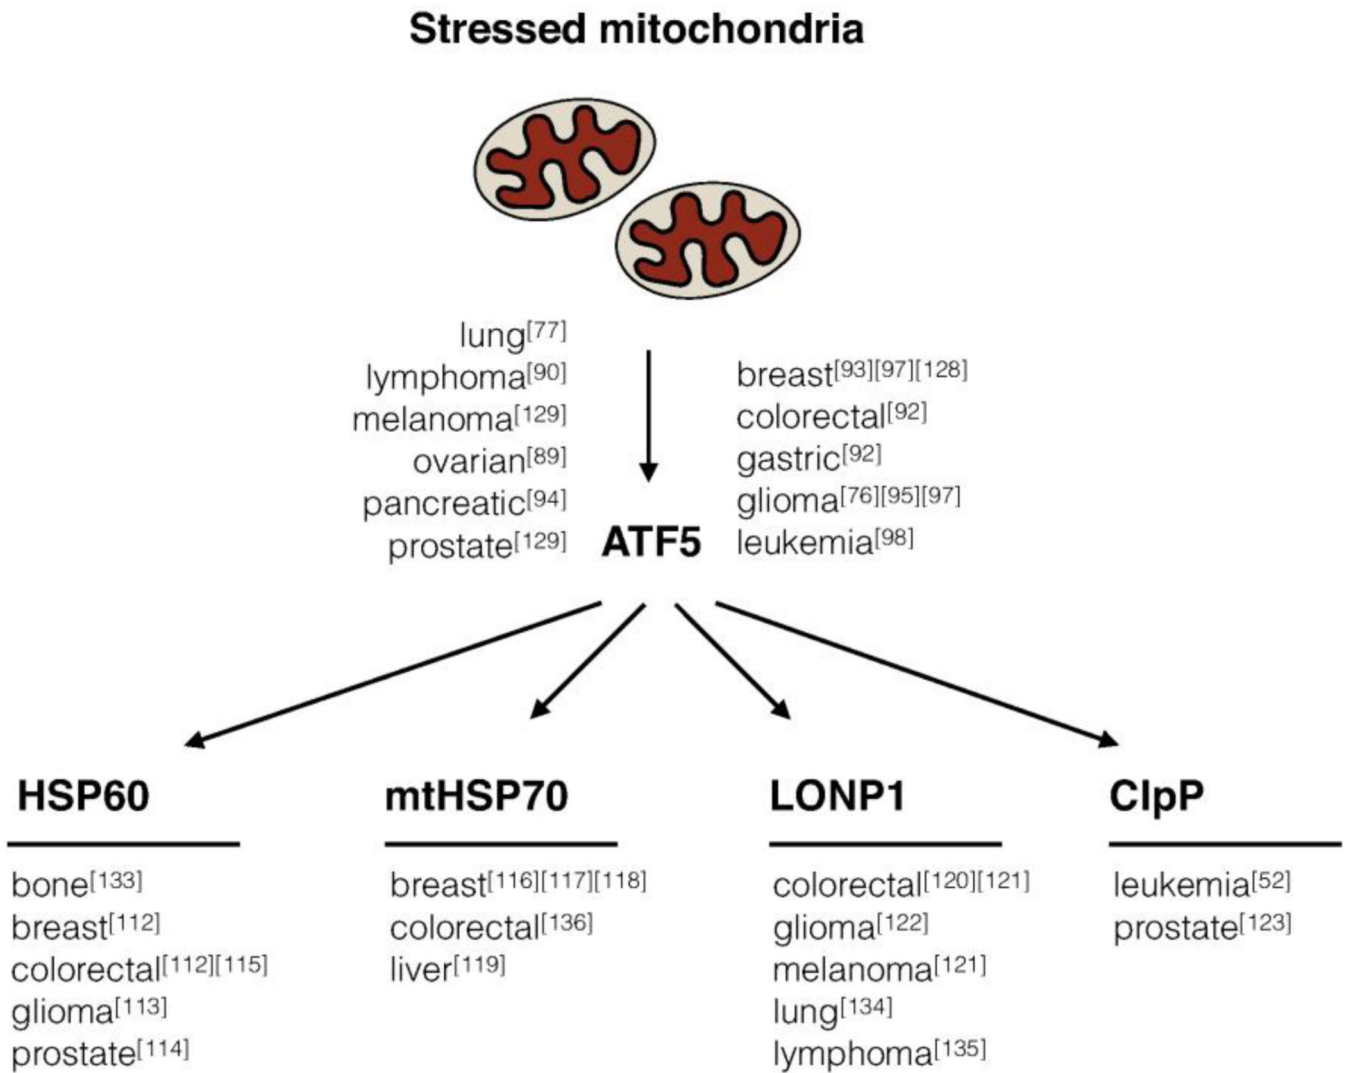 Stressed mitochondria
lung[77]
lymphoma[90]
melanoma[129]
ovarian[89]
pancreatic[94]
prostate[129]
breast[93][97][128]
colorectal[92]
gastric[92]
glioma[76][95][97]
leukemia[98]
ATF5
HSP60
bone[133]
breast[112]
colorectal[112][115]
glioma[113]
prostate[114]
mtHSP70
breast[116][117][118]
colorectal[136]
liver[119]
LONP1
colorectal[120][121]
glioma[122]
melanoma[121]
lung[134]
lymphoma[135]
ClpP
leukemia[52]
prostate[123]